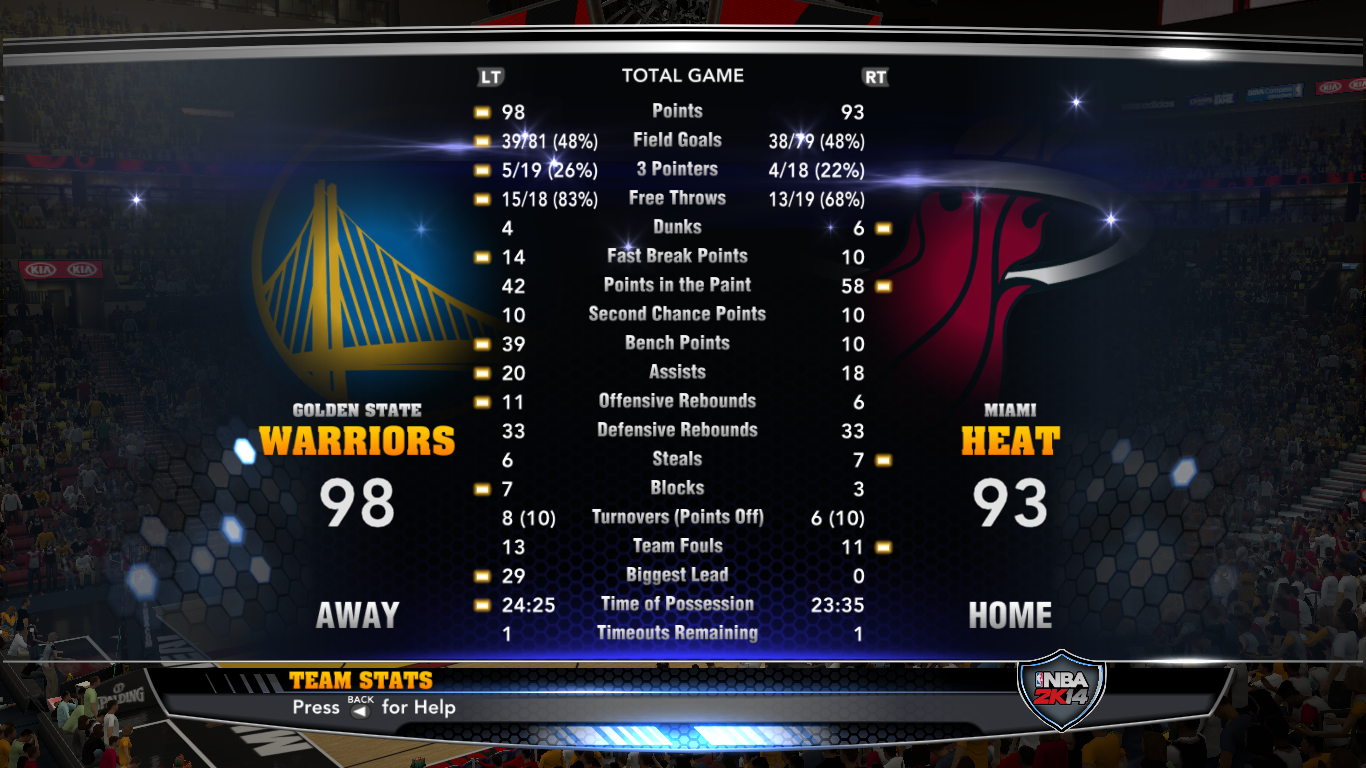 LT TOTAL GAME RT
98 Points 93
39/81 (48%) Field Goals 38/79 (48%)
5/19 (26%) 3 Pointers 4/18 (22%)
15/18 (83%) Free Throws 13/19 (68%)
4 Dunks 6
14 Fast Break Points 10
42 Points in the Paint 58
10 Second Chance Points 10
39 Bench Points 10
20 Assists 18
11 Offensive Rebounds 6
33 Defensive Rebounds 33
6 Steals 7
7 Blocks 3
8 (10) Turnovers (Points Off) 6 (10)
13 Team Fouls 11
29 Biggest Lead 0
24:25 Time of Possession 23:35
1 Timeouts Remaining 1
GOLDEN STATE
WARRIORS
98
AWAY
MIAMI
HEAT
93
HOME
KIA KIA
KIA
adidas
TEAM STATS
Press BACK for Help
NBA
2K14
SPALDING